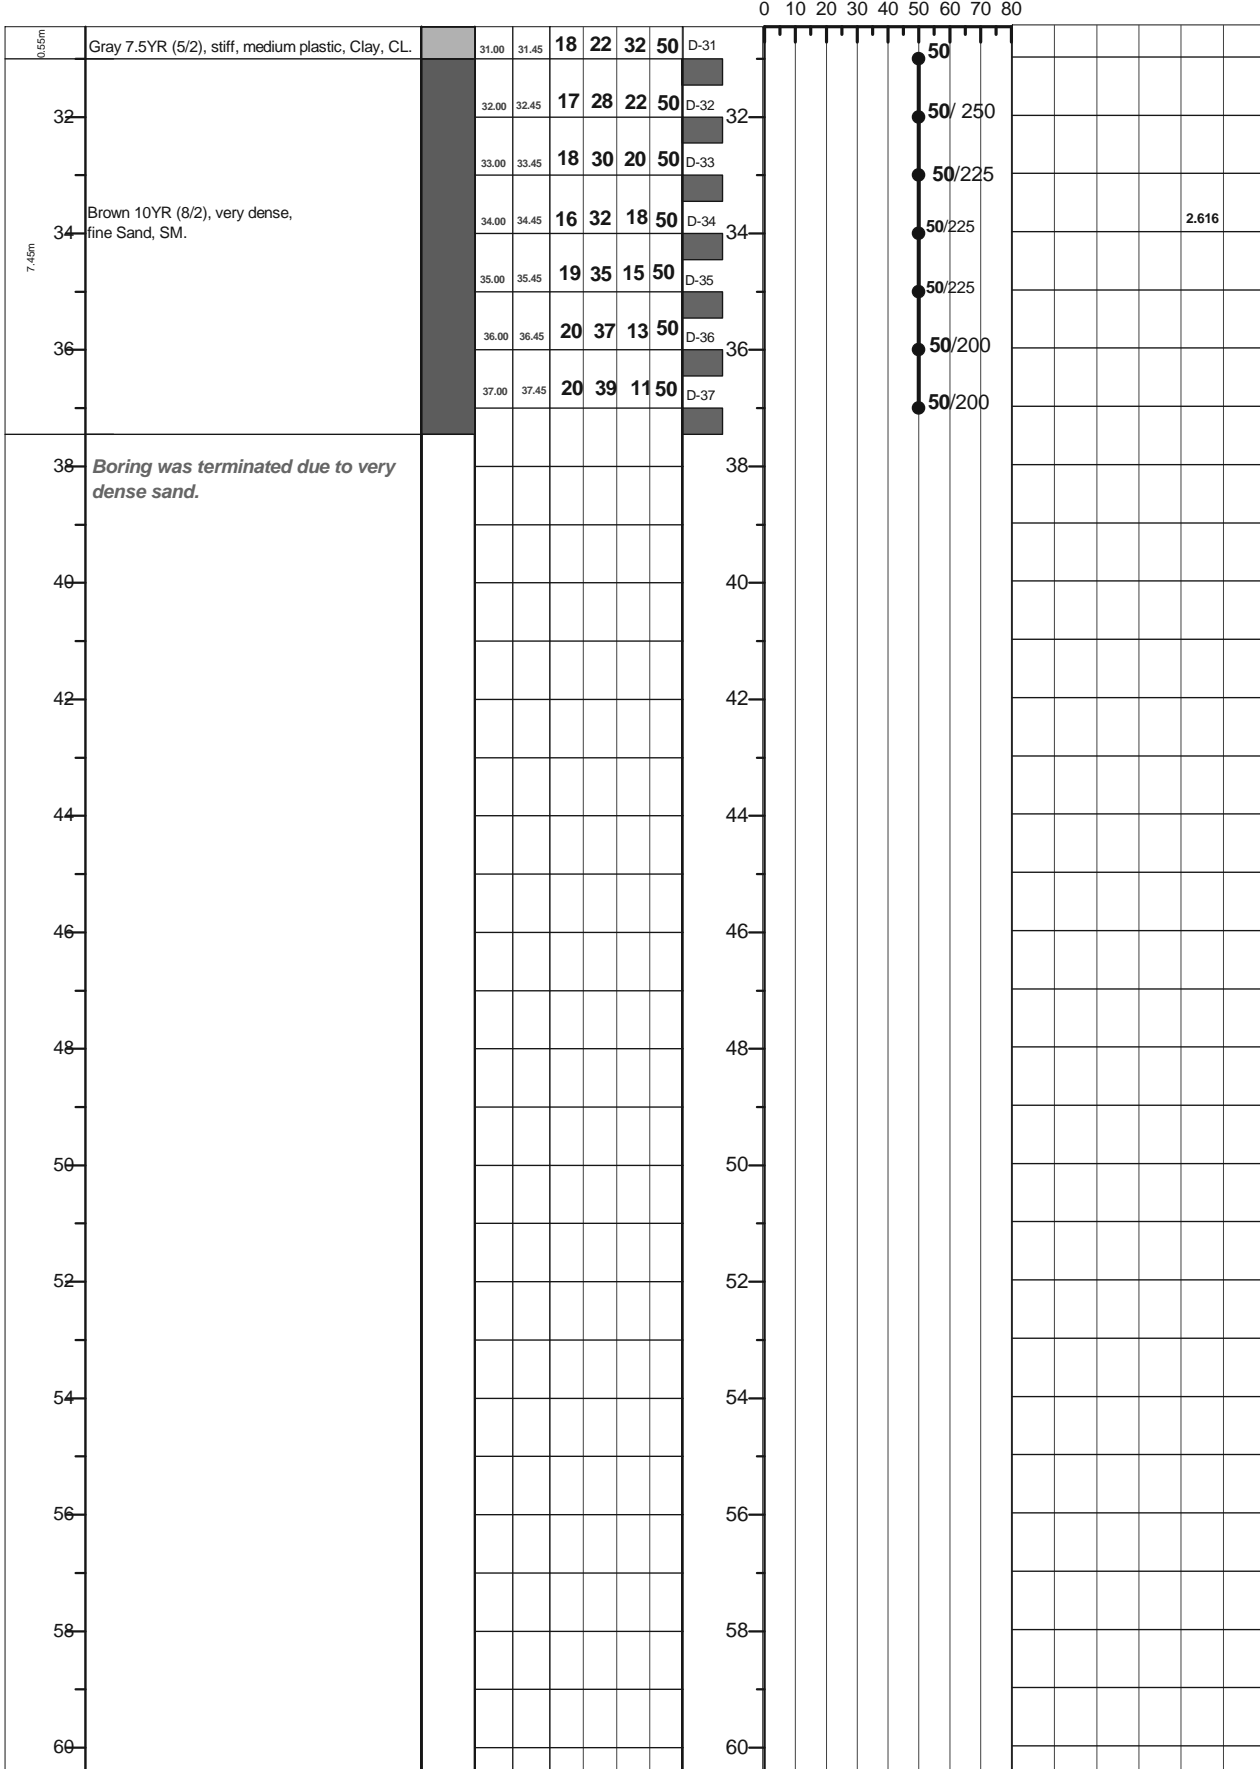 0 10 20 30 40 50 60 70 80
0.55m Gray 7.5YR (5/2), stiff, medium plastic, Clay, CL. 31.00 31.45 18 22 32 50 D-31 50
32 32.00 32.45 17 28 22 50 D-32 32 50/ 250
33.00 33.45 18 30 20 50 D-33 50/225
7.45m
Brown 10YR (8/2), very dense,
fine Sand, SM.
34 34.00 34.45 16 32 18 50 D-34 34 50/225 2.616
35.00 35.45 19 35 15 50 D-35 50/225
36 36.00 36.45 20 37 13 50 D-36 36 50/200
37.00 37.45 20 39 11 50 D-37 50/200
38 Boring was terminated due to very 38
dense sand.
40 40
42 42
44 44
46 46
48 48
50 50
52 52
54 54
56 56
58 58
60 60